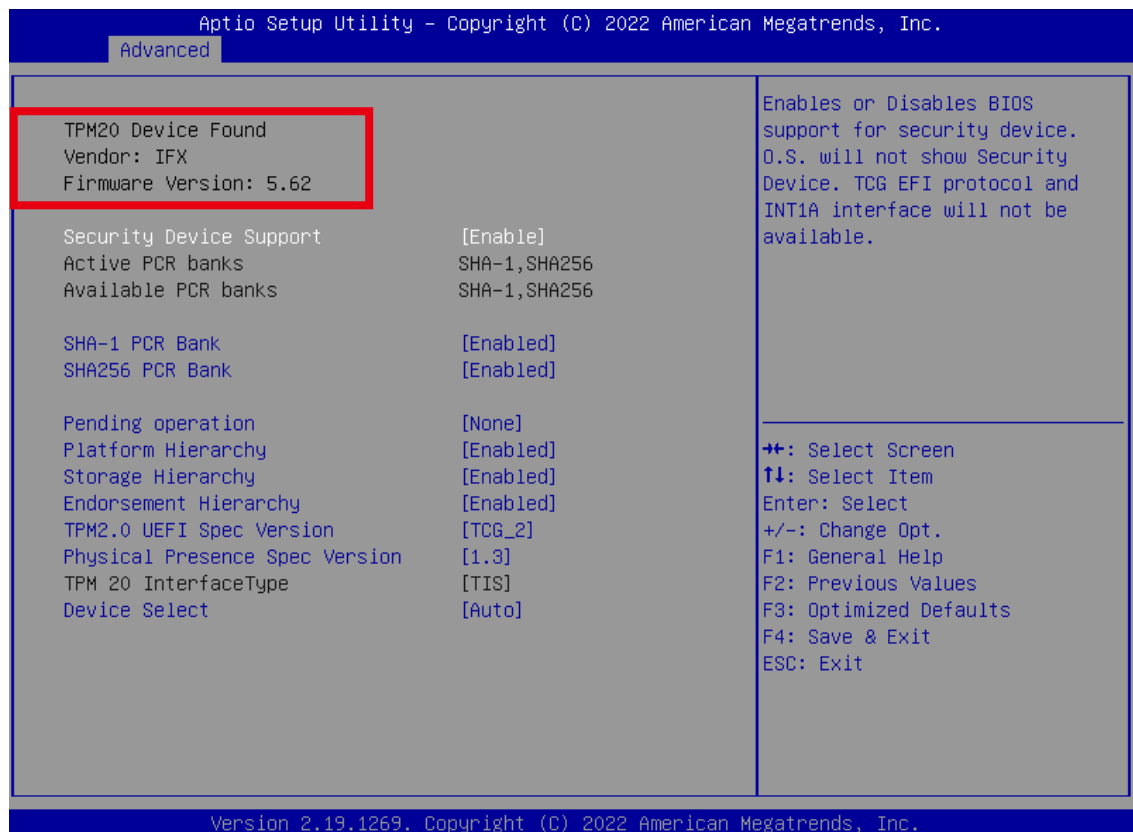 Aptio Setup Utility – Copyright (C) 2022 American Megatrends, Inc.
Advanced
TPM20 Device Found
Vendor: IFX
Firmware Version: 5.62
Security Device Support [Enable]
Active PCR banks SHA-1,SHA256
Available PCR banks SHA-1,SHA256
SHA-1 PCR Bank [Enabled]
SHA256 PCR Bank [Enabled]
Pending operation [None]
Platform Hierarchy [Enabled]
Storage Hierarchy [Enabled]
Endorsement Hierarchy [Enabled]
TPM2.0 UEFI Spec Version [TCG_2]
Physical Presence Spec Version [1.3]
TPM 20 InterfaceType [TIS]
Device Select [Auto]
Enables or Disables BIOS
support for security device.
O.S. will not show Security
Device. TCG EFI protocol and
INT1A interface will not be
available.
→←: Select Screen
↑↓: Select Item
Enter: Select
+/-: Change Opt.
F1: General Help
F2: Previous Values
F3: Optimized Defaults
F4: Save & Exit
ESC: Exit
Version 2.19.1269. Copyright (C) 2022 American Megatrends, Inc.